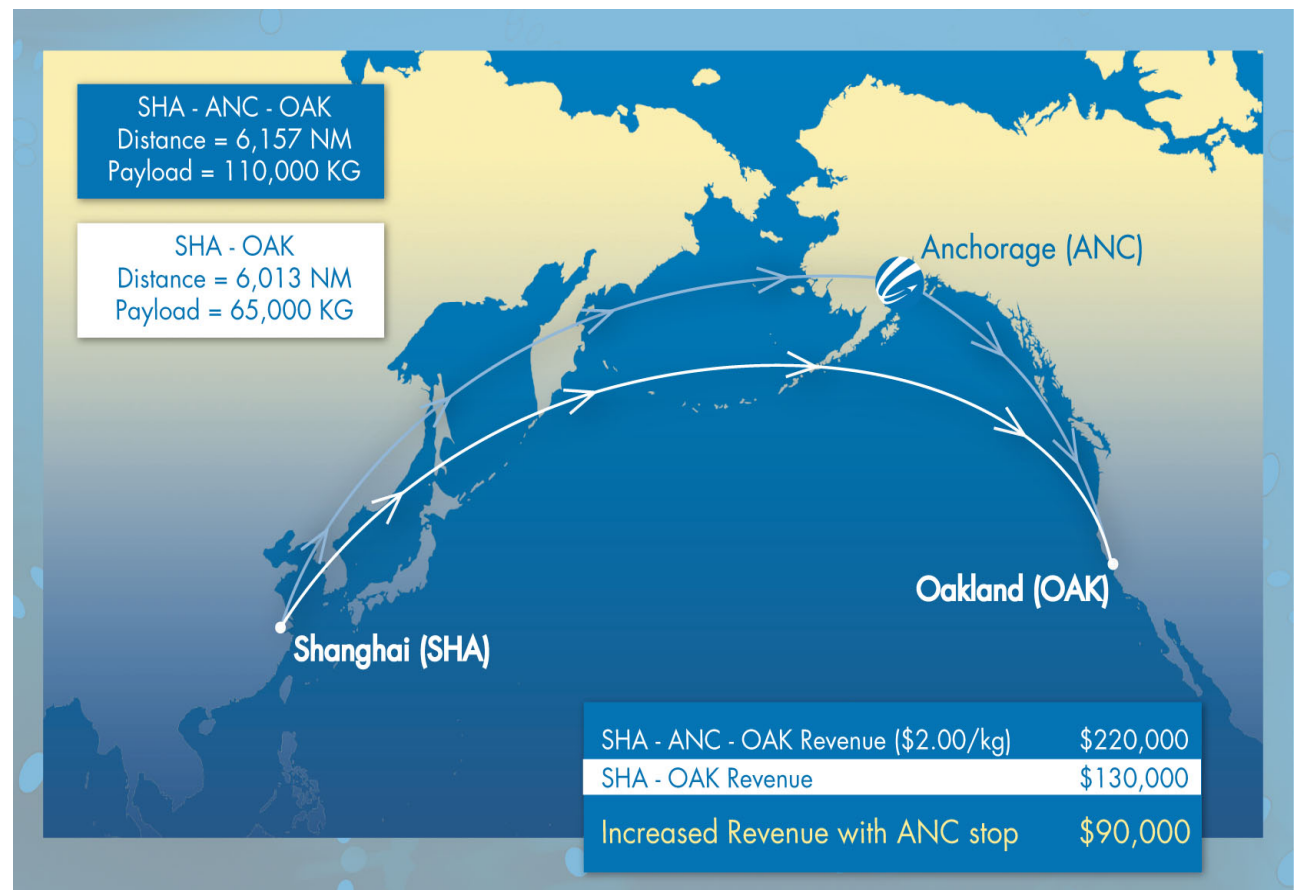 SHA - ANC - OAK
Distance = 6,157 NM
Payload = 110,000 KG
SHA - OAK
Distance = 6,013 NM
Payload = 65,000 KG
Anchorage (ANC)
Oakland (OAK)
Shanghai (SHA)
SHA - ANC - OAK Revenue ($2.00/kg) $220,000
SHA - OAK Revenue $130,000
Increased Revenue with ANC stop $90,000